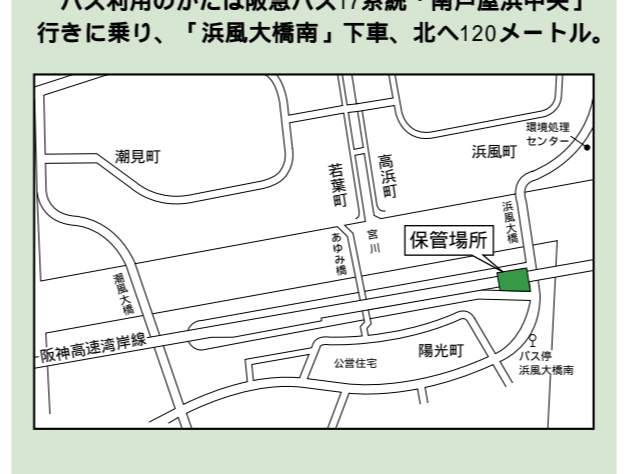 バス利用のかたは阪急バス17系統「南芦屋浜中央」
行きに乗り、「浜風大橋南」下車、北へ120メートル。
潮見町
若葉町
高浜町
浜風町
環境処理
センター
あゆみ橋
宮川
保管場所
浜風大橋
潮風大橋
阪神高速湾岸線
公営住宅
陽光町
バス停
浜風大橋南